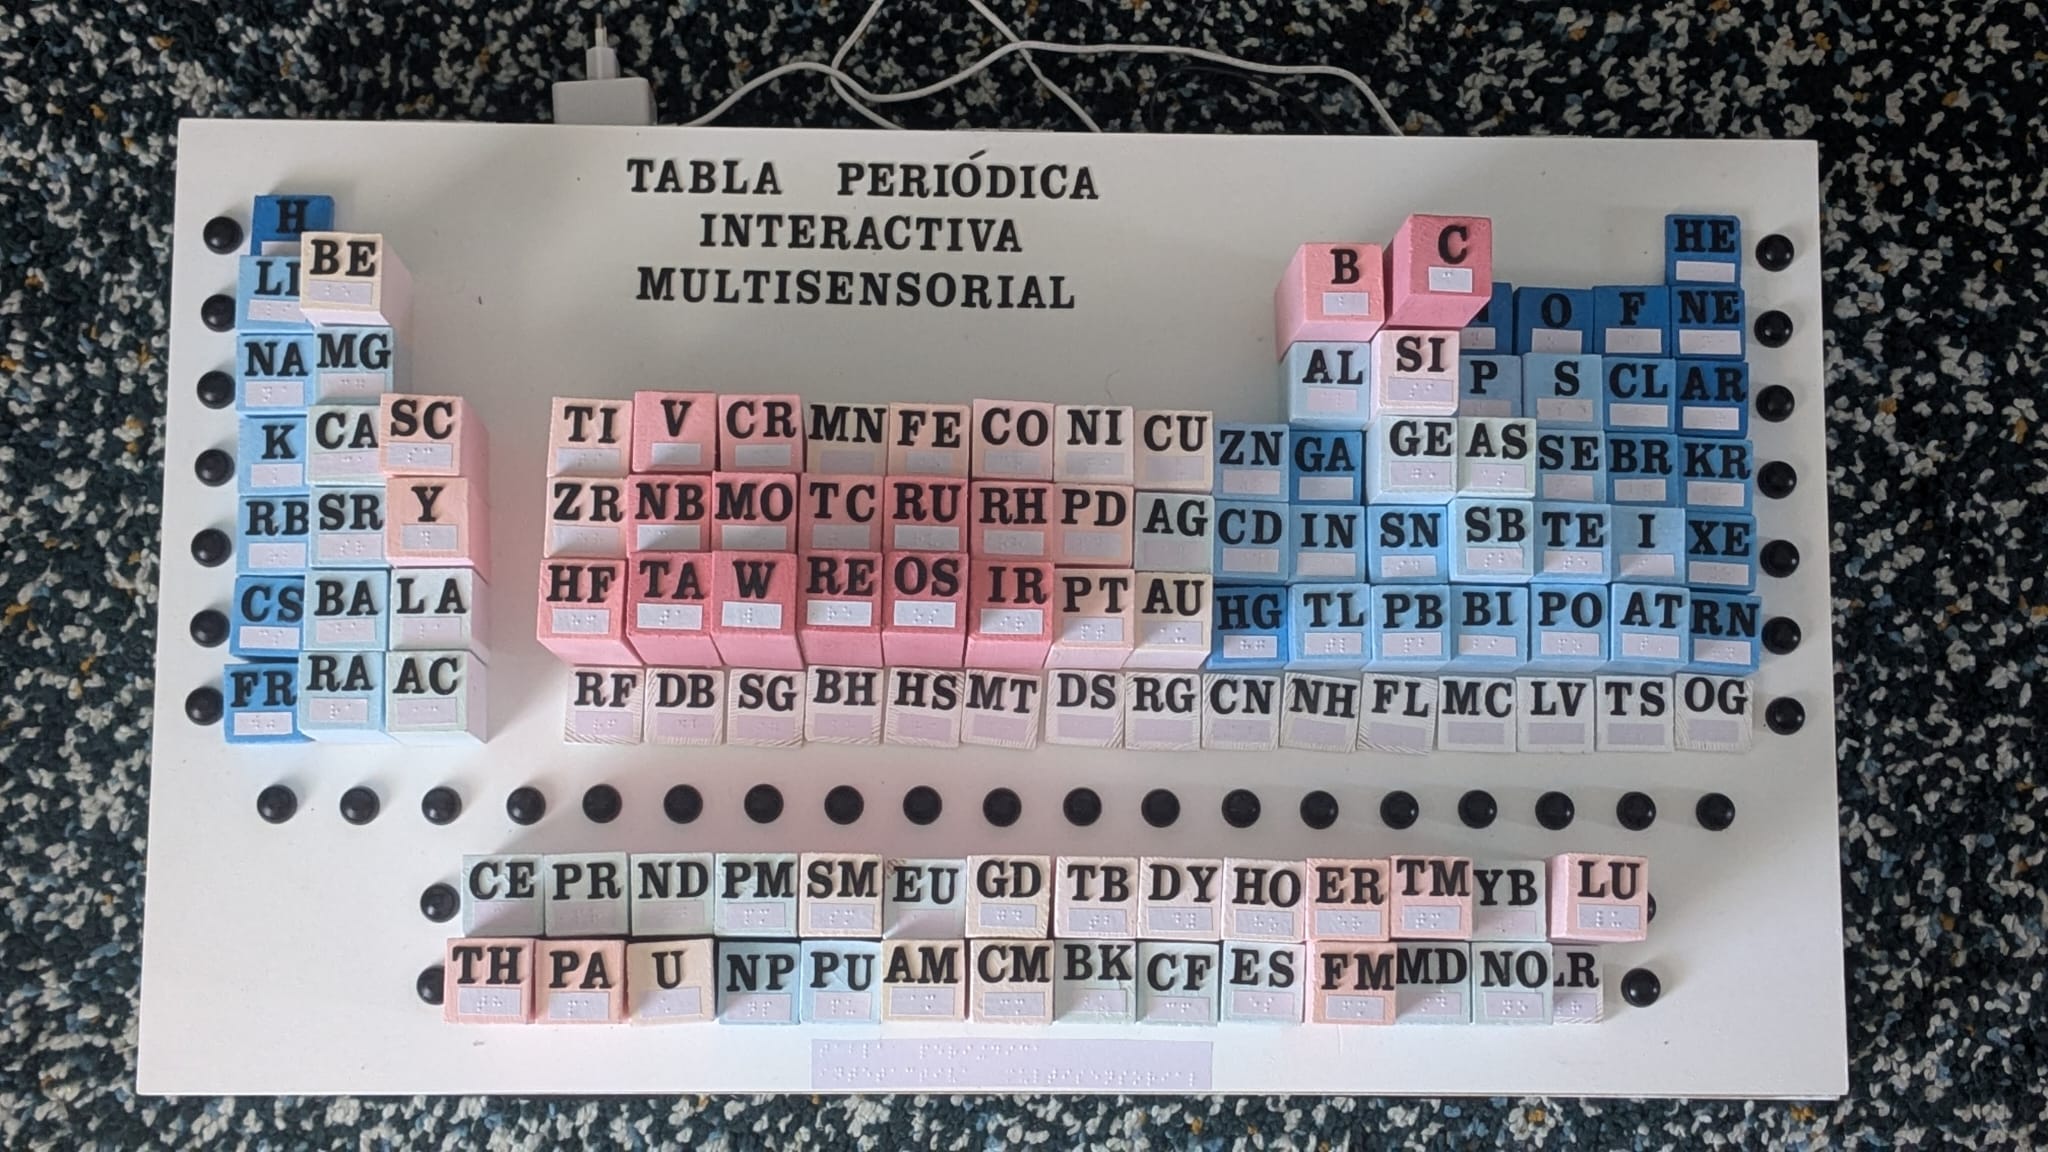 TABLA PERIÓDICA
INTERACTIVA
MULTISENSORIAL
H HE
LI BE B C N O F NE
NA MG AL SI P S CL AR
K CA SC TI V CR MN FE CO NI CU ZN GA GE AS SE BR KR
RB SR Y ZR NB MO TC RU RH PD AG CD IN SN SB TE I XE
CS BA LA HF TA W RE OS IR PT AU HG TL PB BI PO AT RN
FR RA AC RF DB SG BH HS MT DS RG CN NH FL MC LV TS OG
CE PR ND PM SM EU GD TB DY HO ER TM YB LU
TH PA U NP PU AM CM BK CF ES FM MD NO LR